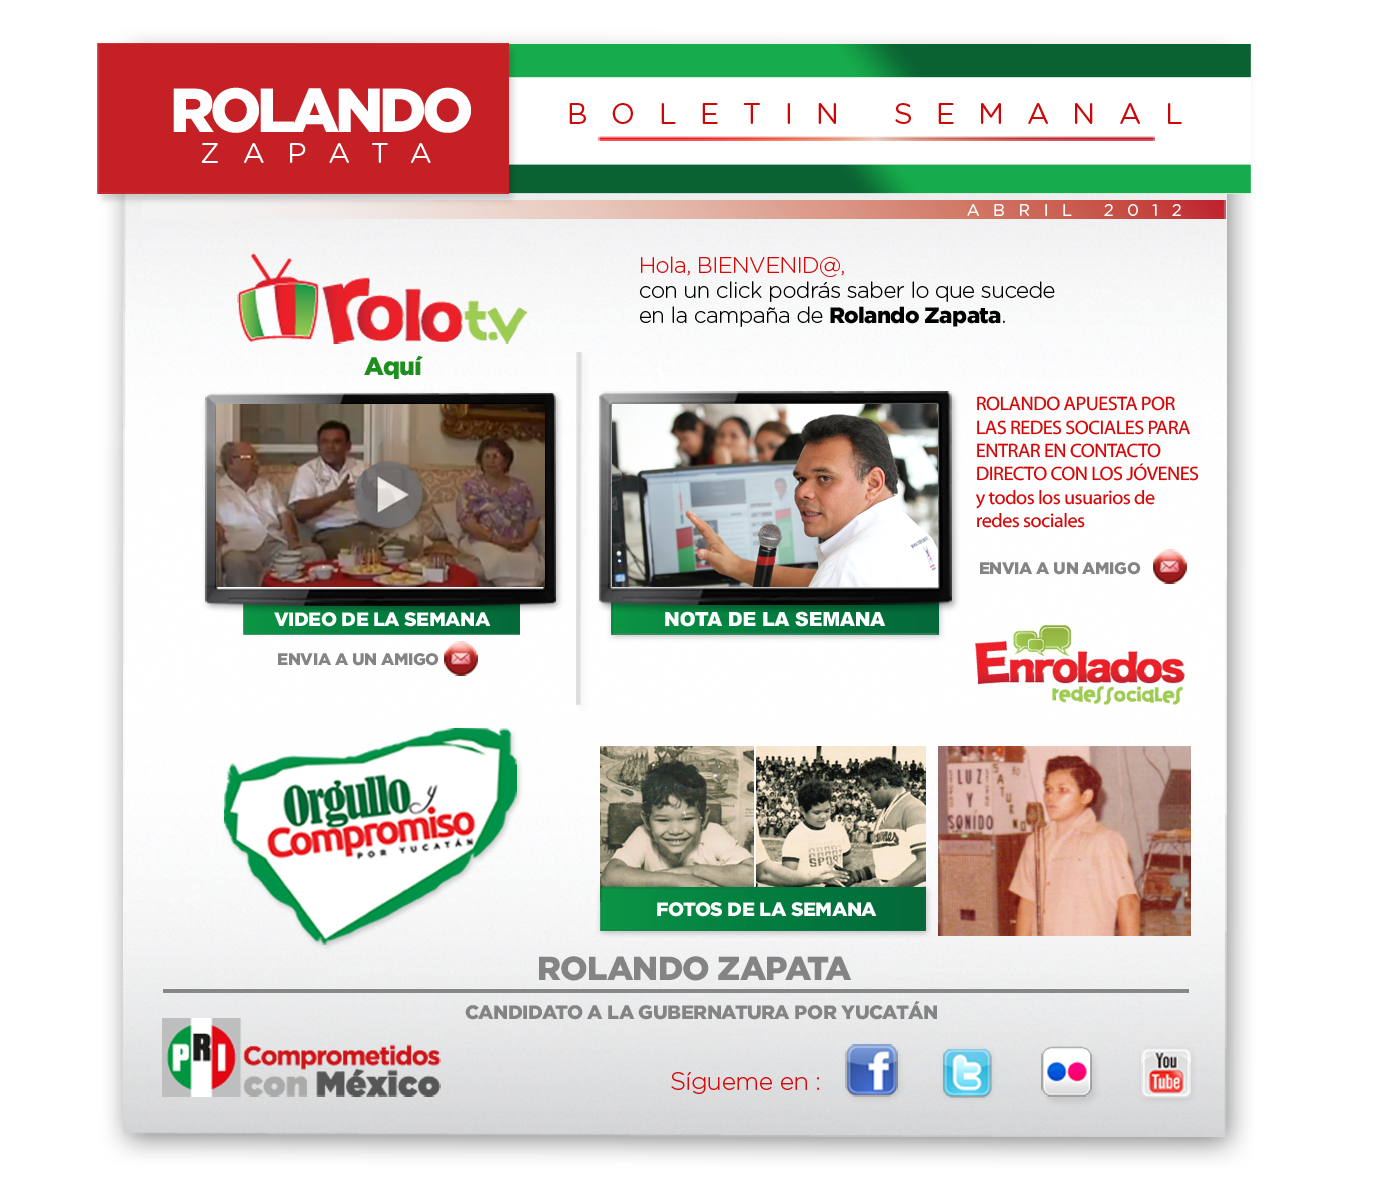 ROLANDO
ZAPATA
BOLETIN SEMANAL
ABRIL 2012
rolo t.v
Aquí
Hola, BIENVENID@,
con un click podrás saber lo que sucede
en la campaña de Rolando Zapata.
VIDEO DE LA SEMANA
ENVIA A UN AMIGO
NOTA DE LA SEMANA
ROLANDO APUESTA POR
LAS REDES SOCIALES PARA
ENTRAR EN CONTACTO
DIRECTO CON LOS JÓVENES
y todos los usuarios de
redes sociales
ENVIA A UN AMIGO
Enrolados
redes sociales
Orgullo y
Compromiso
POR YUCATÁN
SPORT
LUZ
Y
SONIDO
FOTOS DE LA SEMANA
ROLANDO ZAPATA
CANDIDATO A LA GUBERNATURA POR YUCATÁN
PRI
Comprometidos
con México
Sígueme en :
f
t
You
Tube